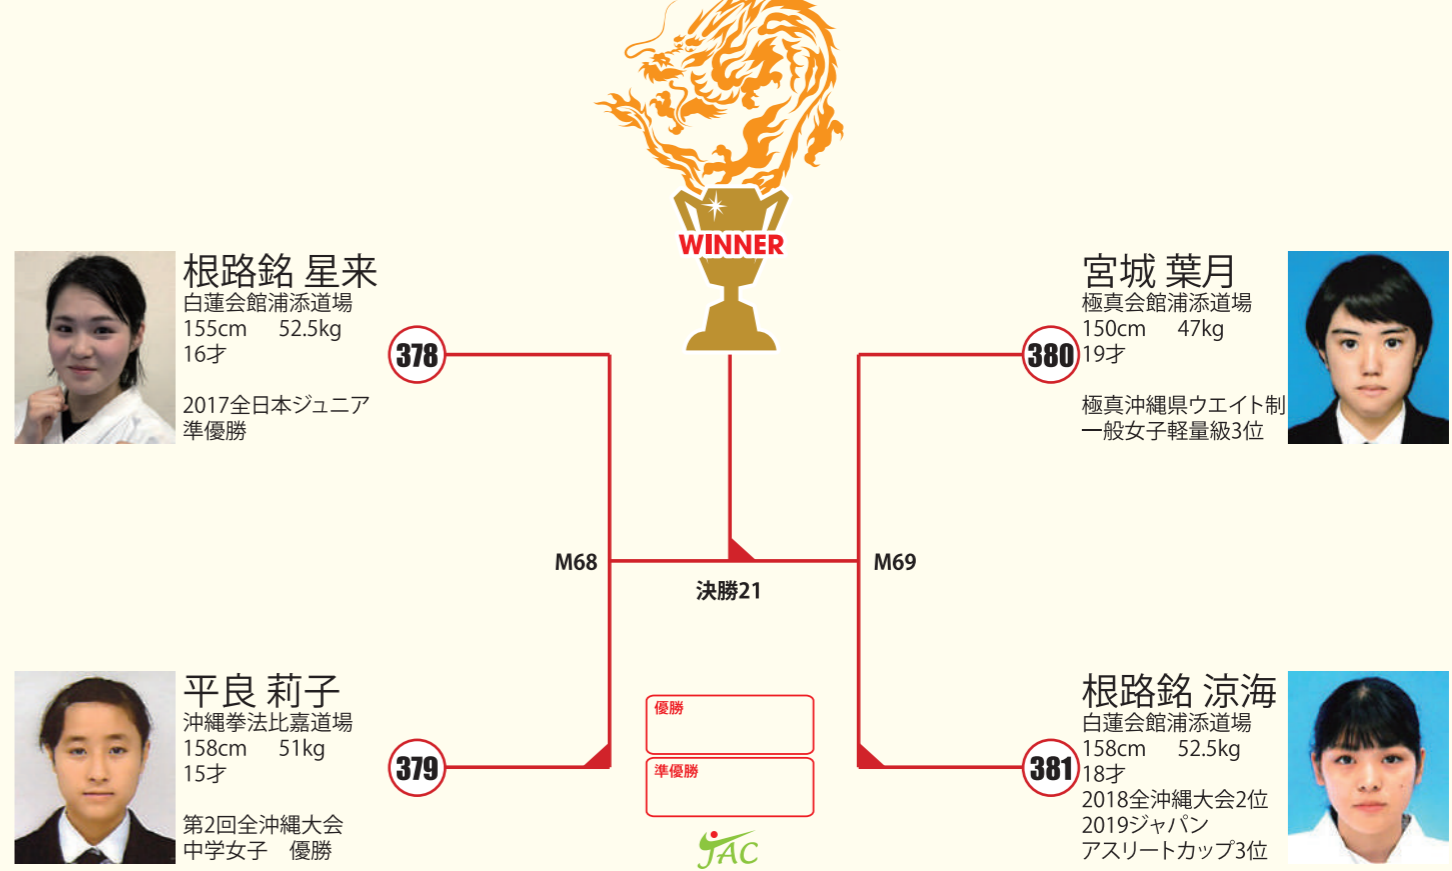 WINNER
根路銘 星来
白蓮会館浦添道場
155cm 52.5kg
16才
2017全日本ジュニア
準優勝
378
宮城 葉月
極真会館浦添道場
150cm 47kg
19才
極真沖縄県ウエイト制
一般女子軽量級3位
380
M68
M69
決勝21
平良 莉子
沖縄拳法比嘉道場
158cm 51kg
15才
第2回全沖縄大会
中学女子 優勝
379
優勝
準優勝
JAC
根路銘 涼海
白蓮会館浦添道場
158cm 52.5kg
18才
2018全沖縄大会2位
2019ジャパン
アスリートカップ3位
381